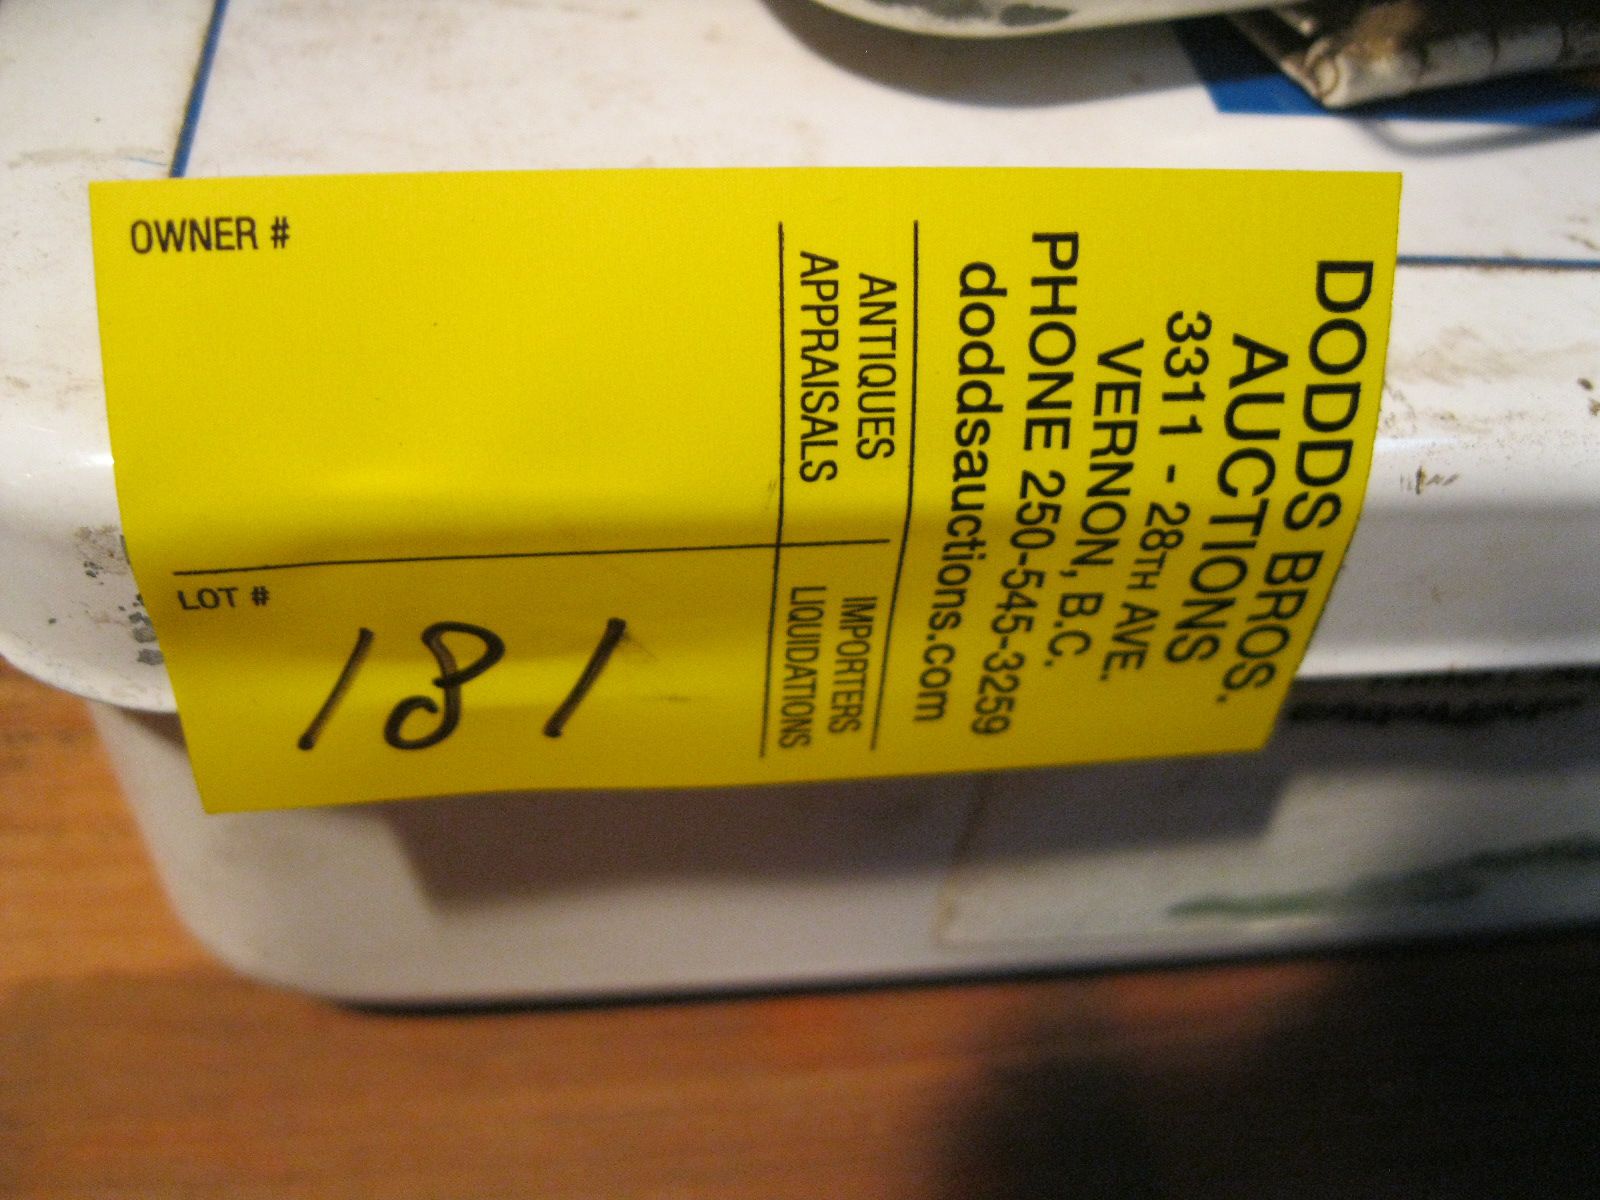 DODDS BROS.
AUCTIONS
3311 - 28TH AVE.
VERNON, B.C.
PHONE 250-545-3259
doddsauctions.com
ANTIQUES
APPRAISALS
IMPORTERS
LIQUIDATIONS
OWNER #
LOT #
181